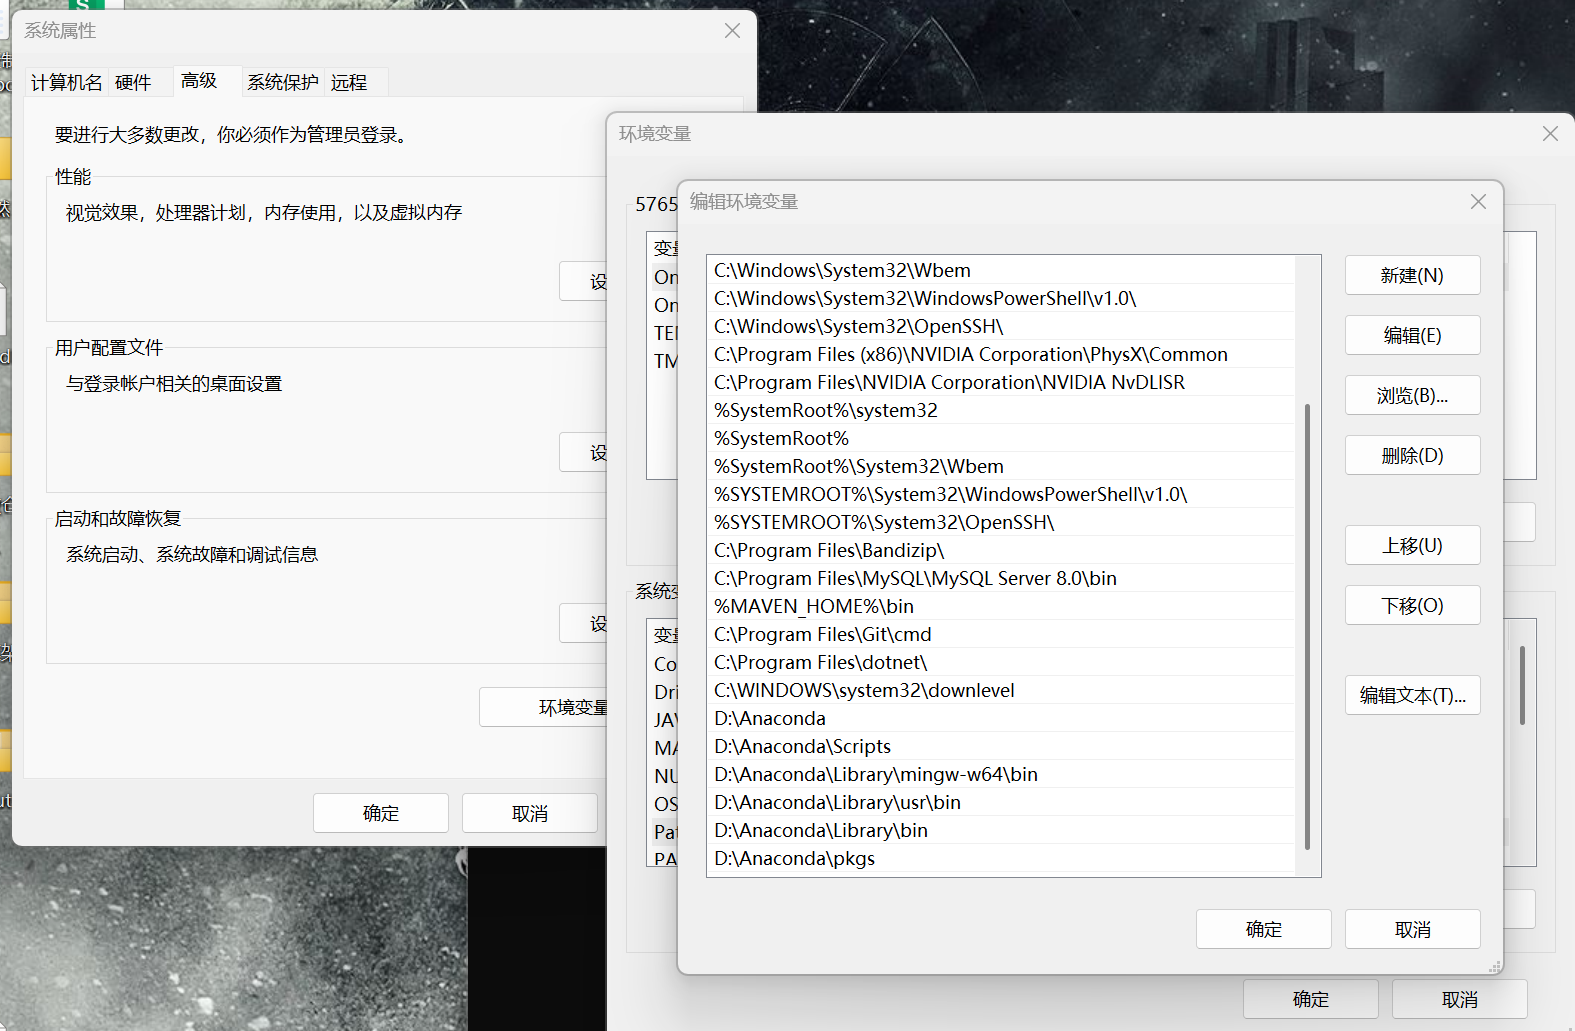 系统属性
计算机名
硬件
高级
系统保护
远程
要进行大多数更改，你必须作为管理员登录。
性能
视觉效果，处理器计划，内存使用，以及虚拟内存
设
用户配置文件
与登录帐户相关的桌面设置
设
启动和故障恢复
系统启动、系统故障和调试信息
设
环境变量
确定
取消
环境变量
5765
变量
On
On
TE
TM
系统变
变量
Co
Dri
JA
MA
NU
OS
Pat
PA
编辑环境变量
C:\Windows\System32\Wbem
C:\Windows\System32\WindowsPowerShell\v1.0\
C:\Windows\System32\OpenSSH\
C:\Program Files (x86)\NVIDIA Corporation\PhysX\Common
C:\Program Files\NVIDIA Corporation\NVIDIA NvDLISR
%SystemRoot%\system32
%SystemRoot%
%SystemRoot%\System32\Wbem
%SYSTEMROOT%\System32\WindowsPowerShell\v1.0\
%SYSTEMROOT%\System32\OpenSSH\
C:\Program Files\Bandizip\
C:\Program Files\MySQL\MySQL Server 8.0\bin
%MAVEN_HOME%\bin
C:\Program Files\Git\cmd
C:\Program Files\dotnet\
C:\WINDOWS\system32\downlevel
D:\Anaconda
D:\Anaconda\Scripts
D:\Anaconda\Library\mingw-w64\bin
D:\Anaconda\Library\usr\bin
D:\Anaconda\Library\bin
D:\Anaconda\pkgs
新建(N)
编辑(E)
浏览(B)...
删除(D)
上移(U)
下移(O)
编辑文本(T)...
确定
取消
确定
取消